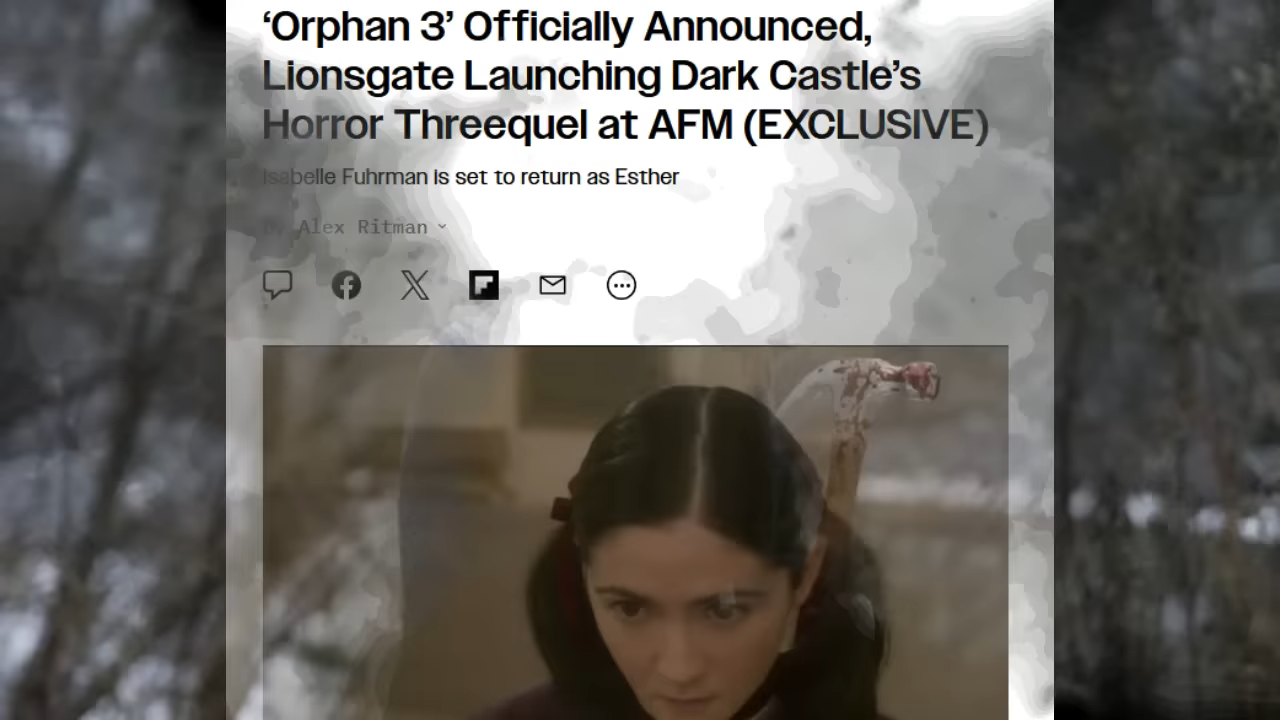 ‘Orphan 3’ Officially Announced,
Lionsgate Launching Dark Castle’s
Horror Threequel at AFM (EXCLUSIVE)
Isabelle Fuhrman is set to return as Esther
By Alex Ritman